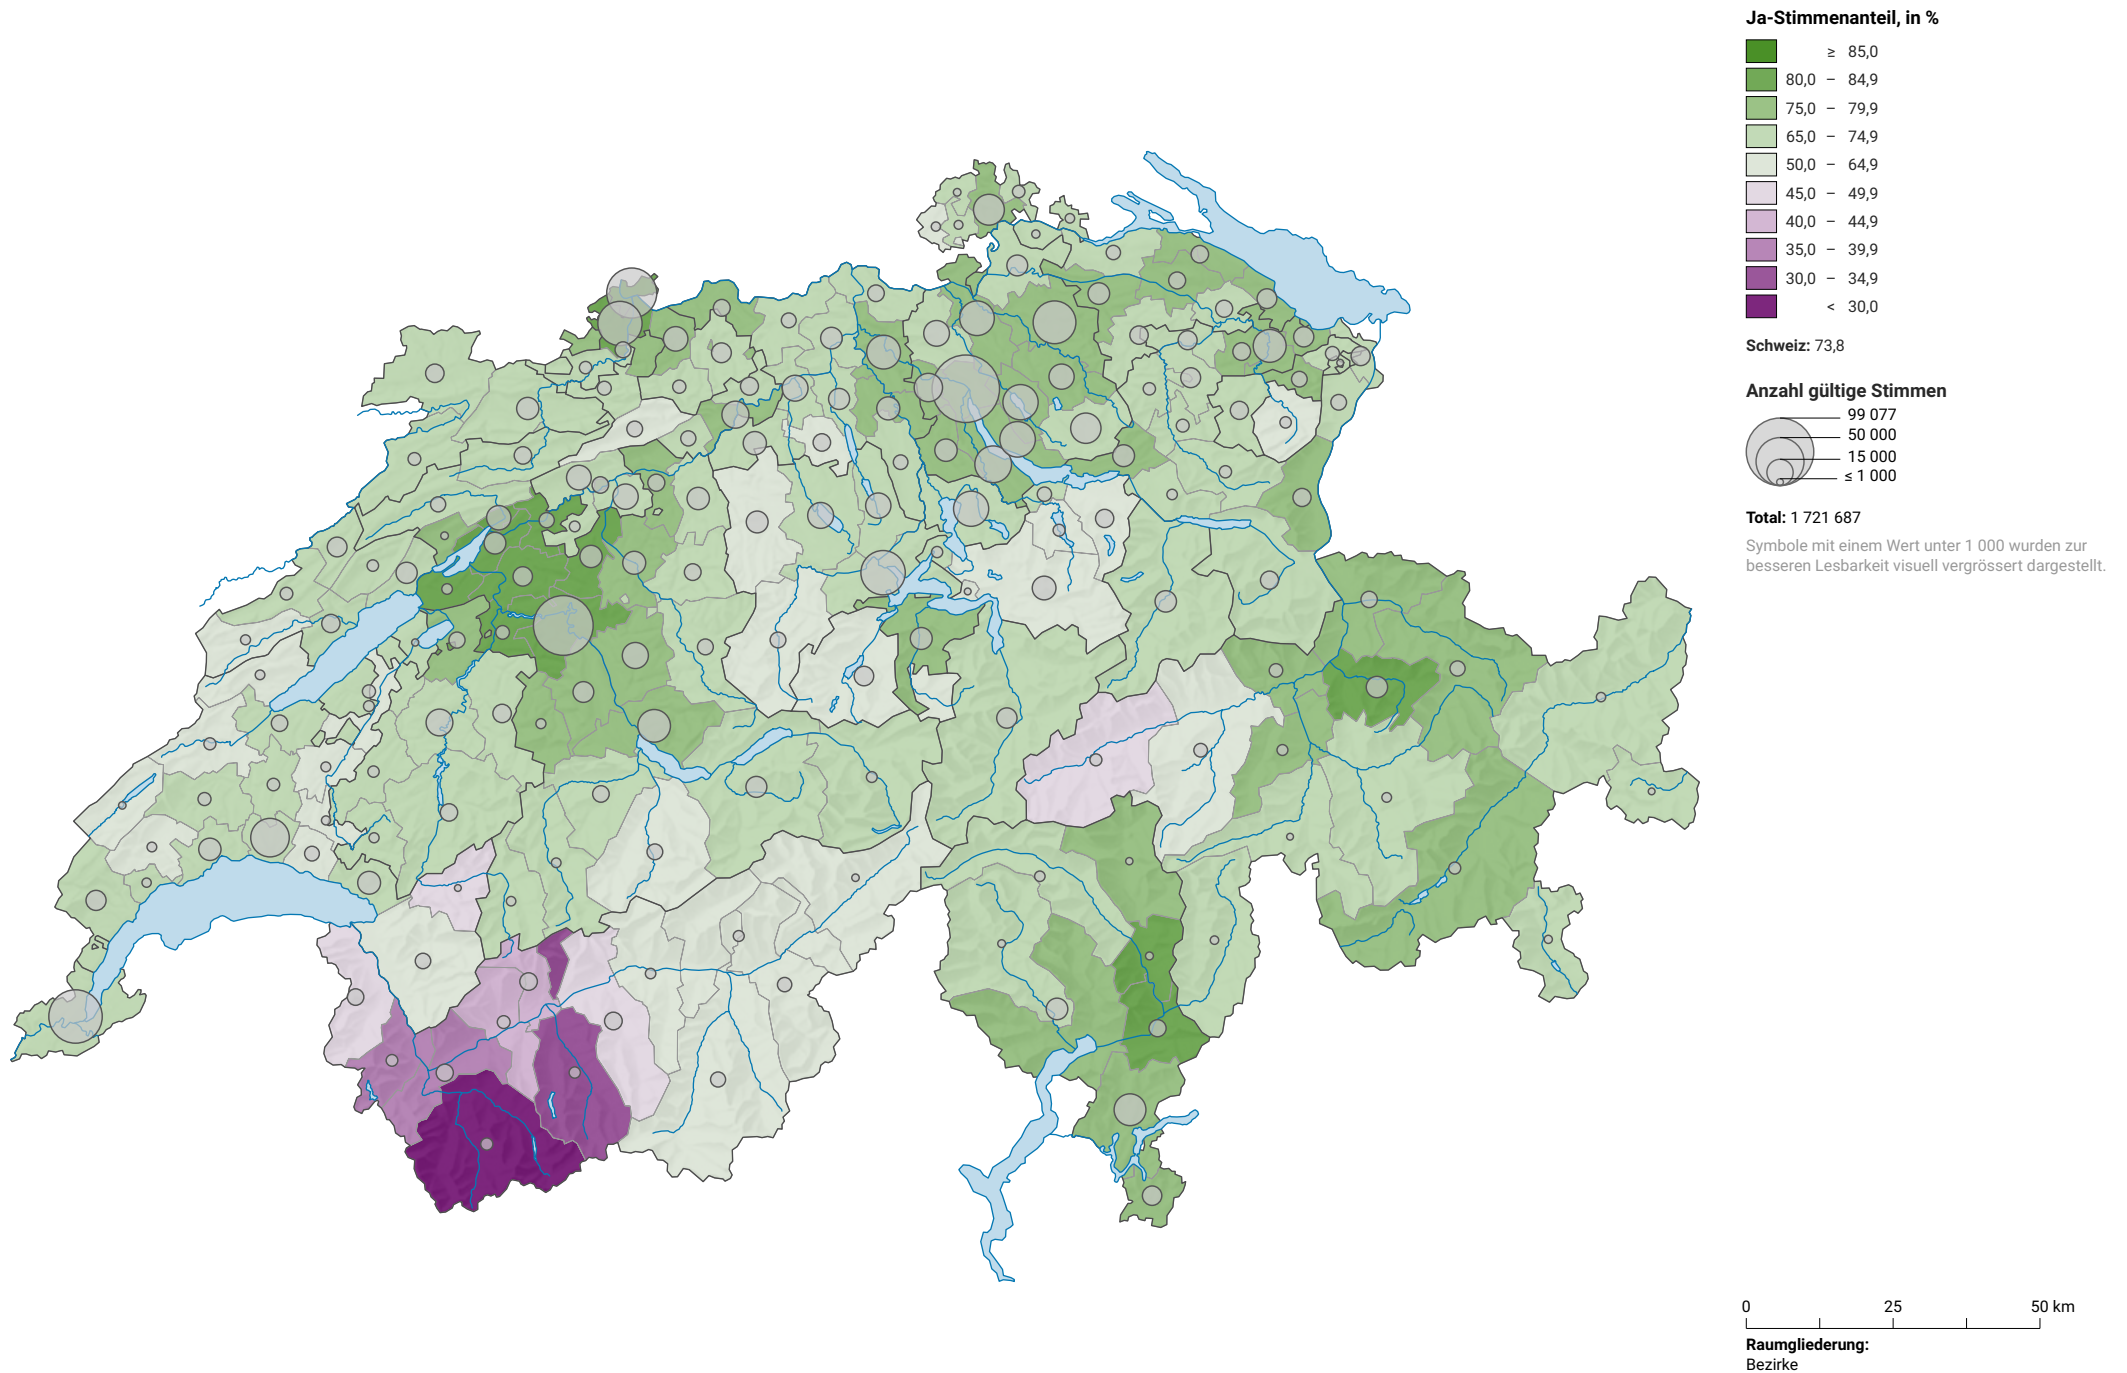 Ja-Stimmenanteil, in %
≥ 85,0
80,0 – 84,9
75,0 – 79,9
65,0 – 74,9
50,0 – 64,9
45,0 – 49,9
40,0 – 44,9
35,0 – 39,9
30,0 – 34,9
< 30,0
Schweiz: 73,8
Anzahl gültige Stimmen
99 077
50 000
15 000
≤ 1 000
Total: 1 721 687
Symbole mit einem Wert unter 1 000 wurden zur
besseren Lesbarkeit visuell vergrössert dargestellt.
0 25 50 km
Raumgliederung:
Bezirke